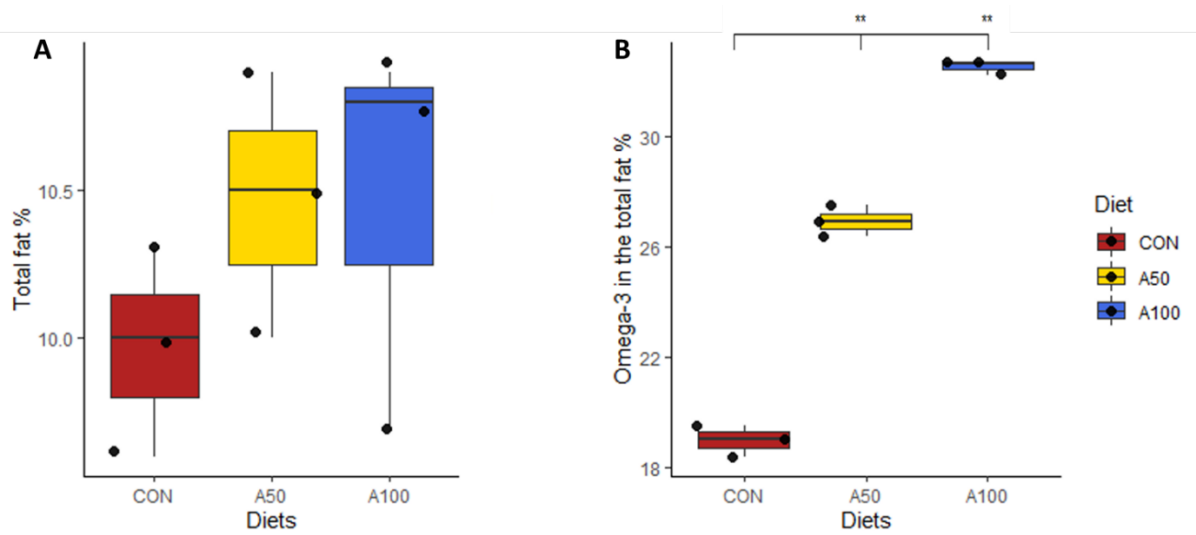 A
Total fat %
10.5
10.0
CON A50 A100
Diets
B
** **
Omega-3 in the total fat %
30
26
22
18
CON A50 A100
Diets
Diet
CON
A50
A100